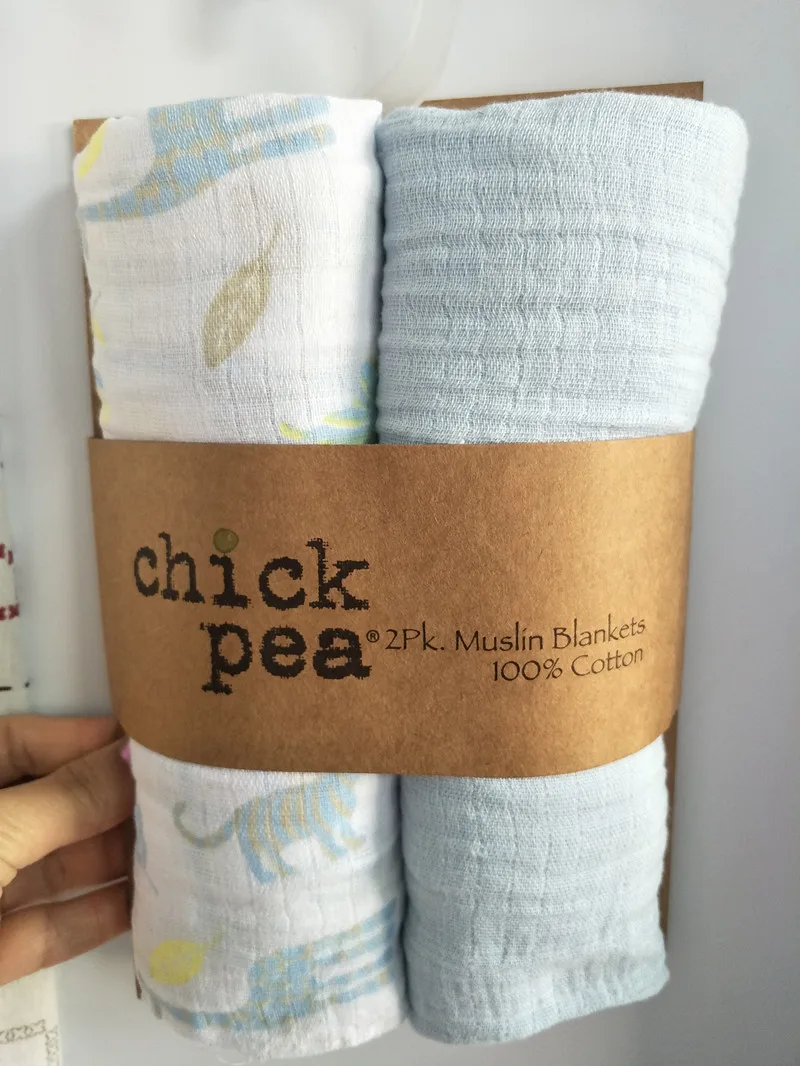 chick
pea® 2Pk. Muslin Blankets
100% Cotton